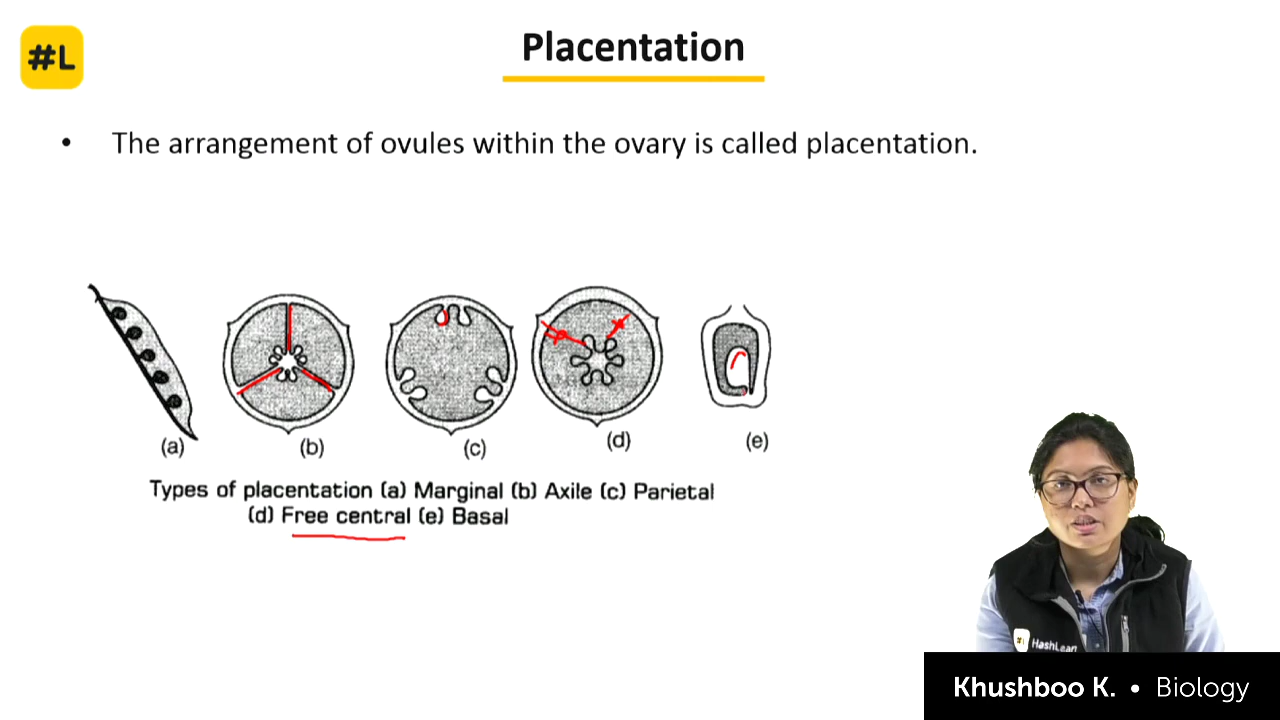 #L
Placentation
• The arrangement of ovules within the ovary is called placentation.
(a) (b) (c) (d) (e)
Types of placentation (a) Marginal (b) Axile (c) Parietal
(d) Free central (e) Basal
#L HashLearn
Khushboo K. • Biology